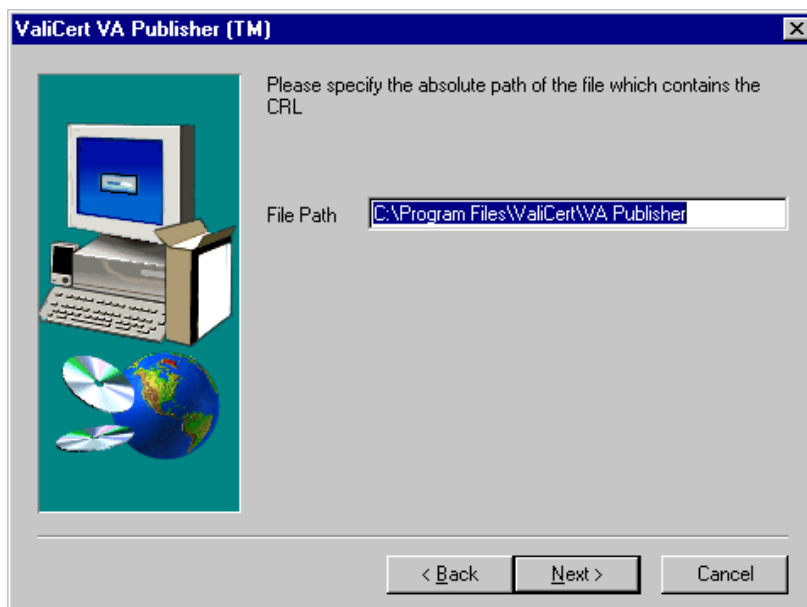 ValiCert VA Publisher (TM)
Please specify the absolute path of the file which contains the
CRL
File Path
C:\Program Files\ValiCert\VA Publisher
< Back
Next >
Cancel